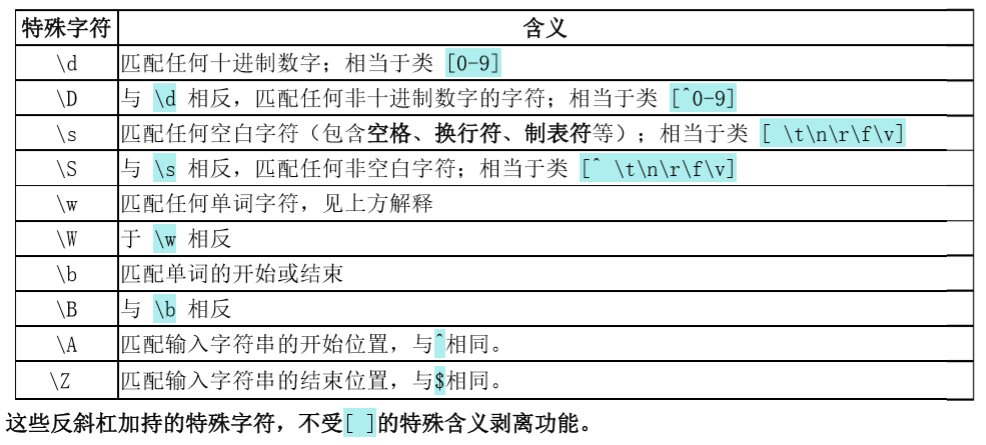 特殊字符 含义
\d 匹配任何十进制数字；相当于类 [0-9]
\D 与 \d 相反，匹配任何非十进制数字的字符；相当于类 [^0-9]
\s 匹配任何空白字符（包含空格、换行符、制表符等）；相当于类 [ \t\n\r\f\v]
\S 与 \s 相反，匹配任何非空白字符；相当于类 [^ \t\n\r\f\v]
\w 匹配任何单词字符，见上方解释
\W 于 \w 相反
\b 匹配单词的开始或结束
\B 与 \b 相反
\A 匹配输入字符串的开始位置，与^相同。
\Z 匹配输入字符串的结束位置，与$相同。
这些反斜杠加持的特殊字符，不受[ ]的特殊含义剥离功能。